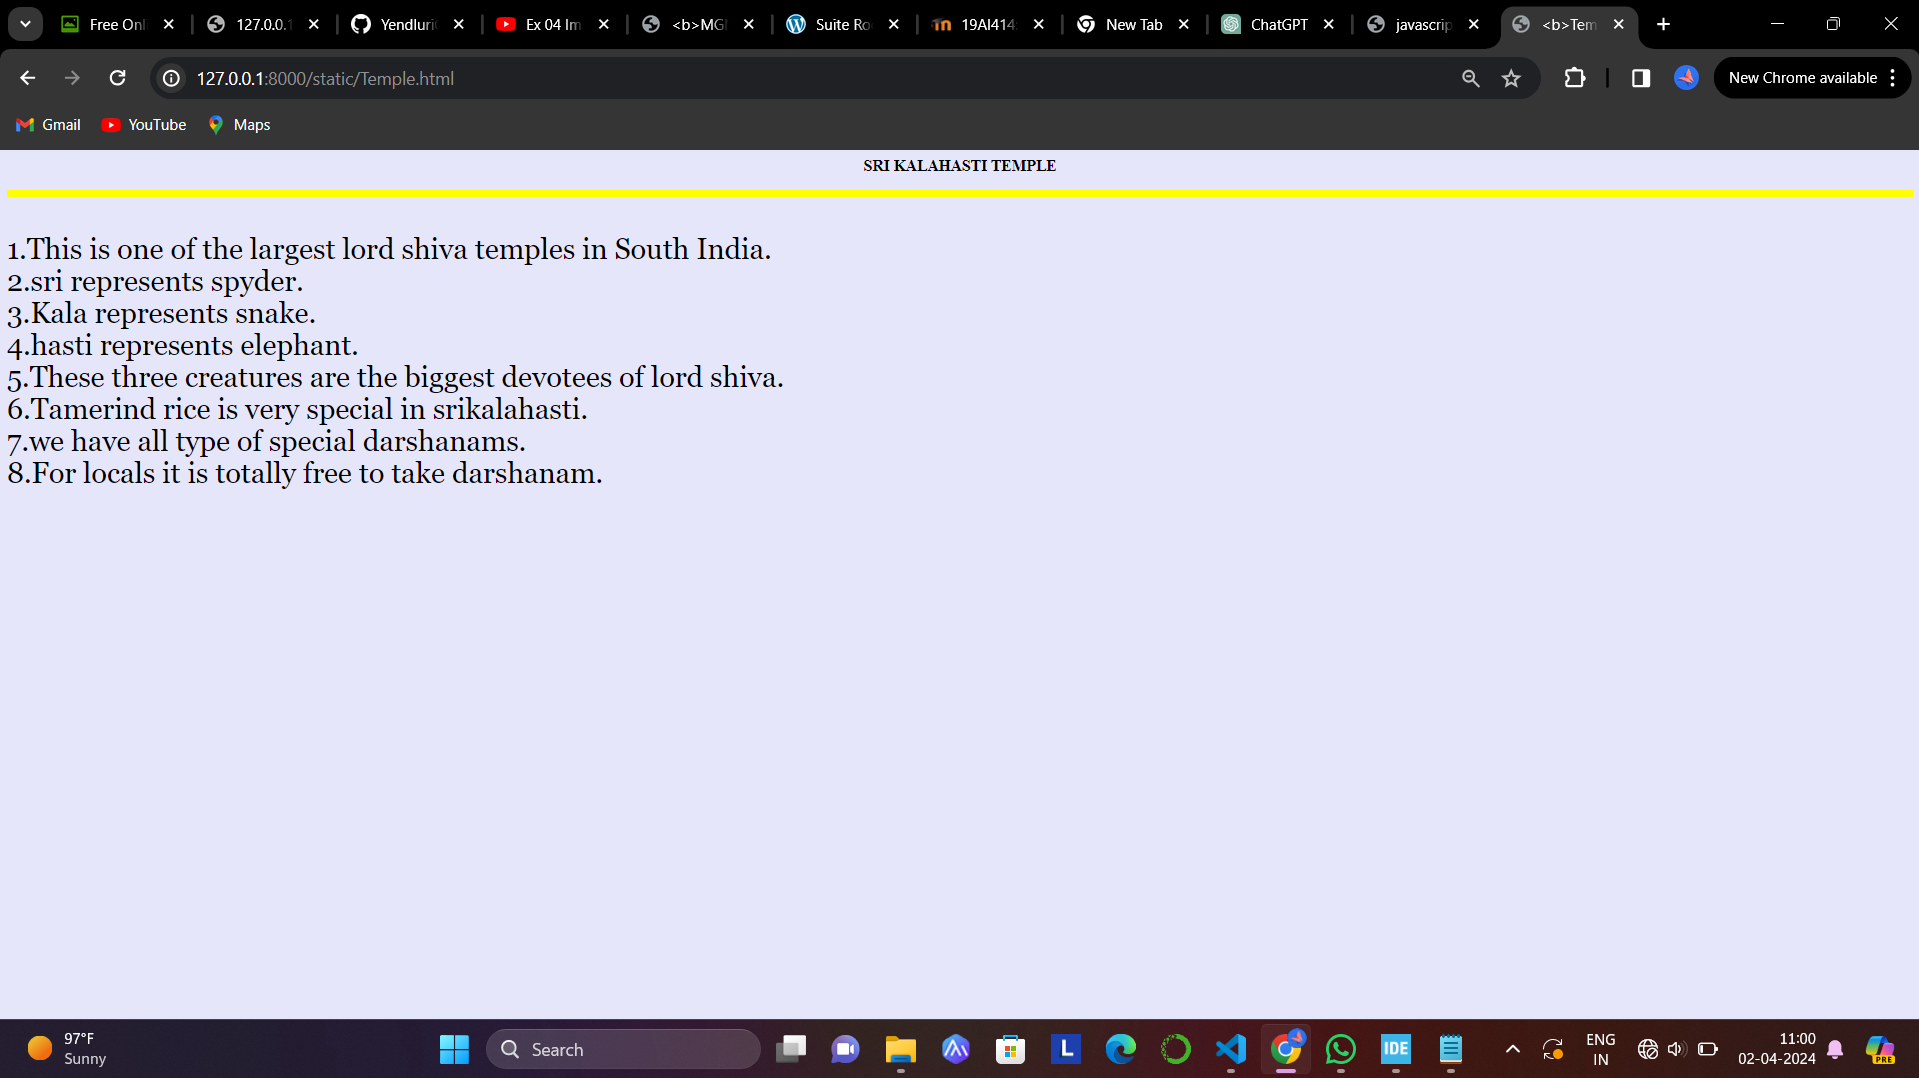 Free Onl
127.0.0.1
Yendluri
Ex 04 Im
<b>MG
Suite Ro
19AI414
New Tab
ChatGPT
javascrip
<b>Tem
127.0.0.1:8000/static/Temple.html
New Chrome available
Gmail
YouTube
Maps
SRI KALAHASTI TEMPLE
1.This is one of the largest lord shiva temples in South India.
2.sri represents spyder.
3.Kala represents snake.
4.hasti represents elephant.
5.These three creatures are the biggest devotees of lord shiva.
6.Tamerind rice is very special in srikalahasti.
7.we have all type of special darshanams.
8.For locals it is totally free to take darshanam.
97°F
Sunny
Search
L
IDE
ENG
IN
11:00
02-04-2024
PRE